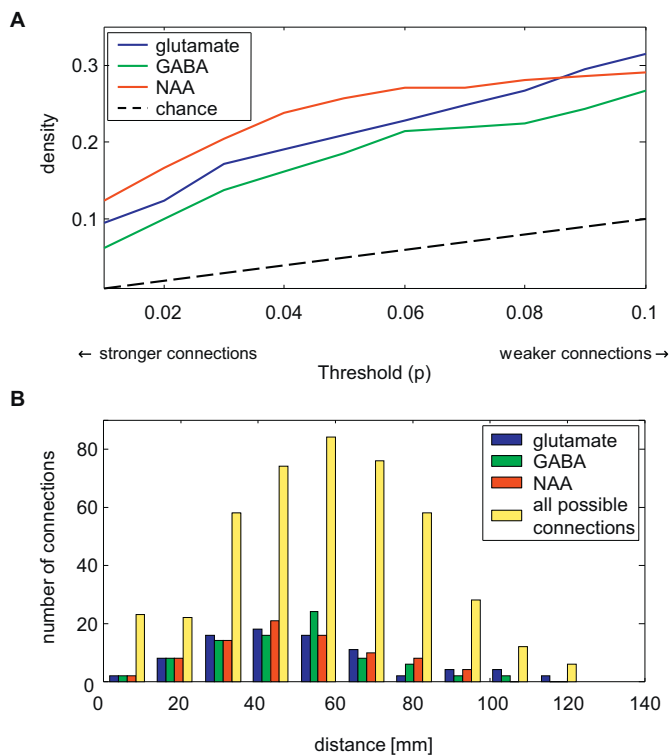 A
glutamate
GABA
NAA
chance
density
0.3
0.2
0.1
0.02
0.04
0.06
0.08
0.1
← stronger connections
weaker connections →
Threshold (p)
B
glutamate
GABA
NAA
all possible
connections
number of connections
80
60
40
20
0
20
40
60
80
100
120
140
distance [mm]